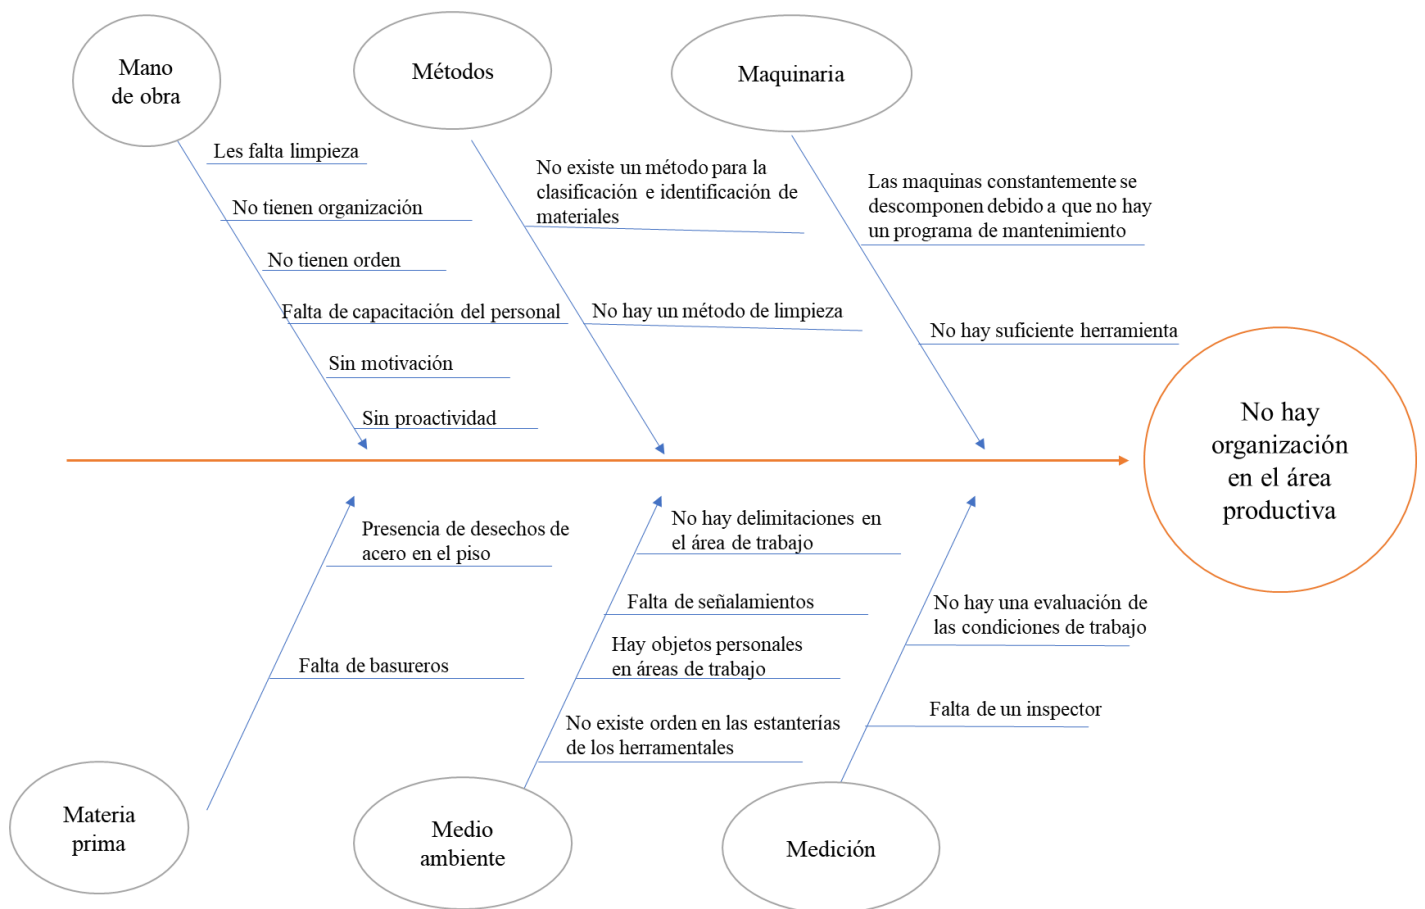 Mano
de obra
Métodos
Maquinaria
Les falta limpieza
No tienen organización
No tienen orden
Falta de capacitación del personal
Sin motivación
Sin proactividad
No existe un método para la
clasificación e identificación de
materiales
No hay un método de limpieza
Las maquinas constantemente se
descomponen debido a que no hay
un programa de mantenimiento
No hay suficiente herramienta
No hay
organización
en el área
productiva
Presencia de desechos de
acero en el piso
Falta de basureros
No hay delimitaciones en
el área de trabajo
Falta de señalamientos
Hay objetos personales
en áreas de trabajo
No existe orden en las estanterías
de los herramentales
No hay una evaluación de
las condiciones de trabajo
Falta de un inspector
Materia
prima
Medio
ambiente
Medición